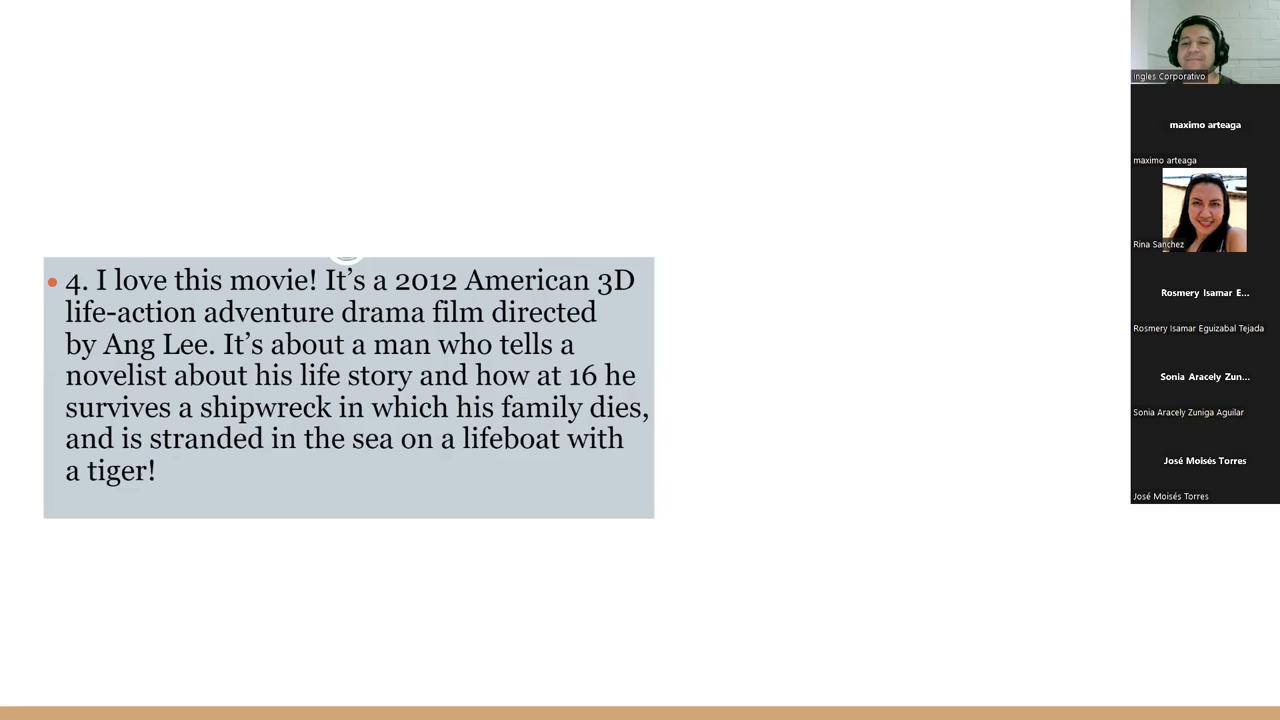 4. I love this movie! It’s a 2012 American 3D
life-action adventure drama film directed
by Ang Lee. It’s about a man who tells a
novelist about his life story and how at 16 he
survives a shipwreck in which his family dies,
and is stranded in the sea on a lifeboat with
a tiger!
Ingles Corporativo
maximo arteaga
maximo arteaga
Rina Sanchez
Rosmery Isamar E...
Rosmery Isamar Eguizabal Tejada
Sonia Aracely Zun...
Sonia Aracely Zuniga Aguilar
José Moisés Torres
José Moisés Torres